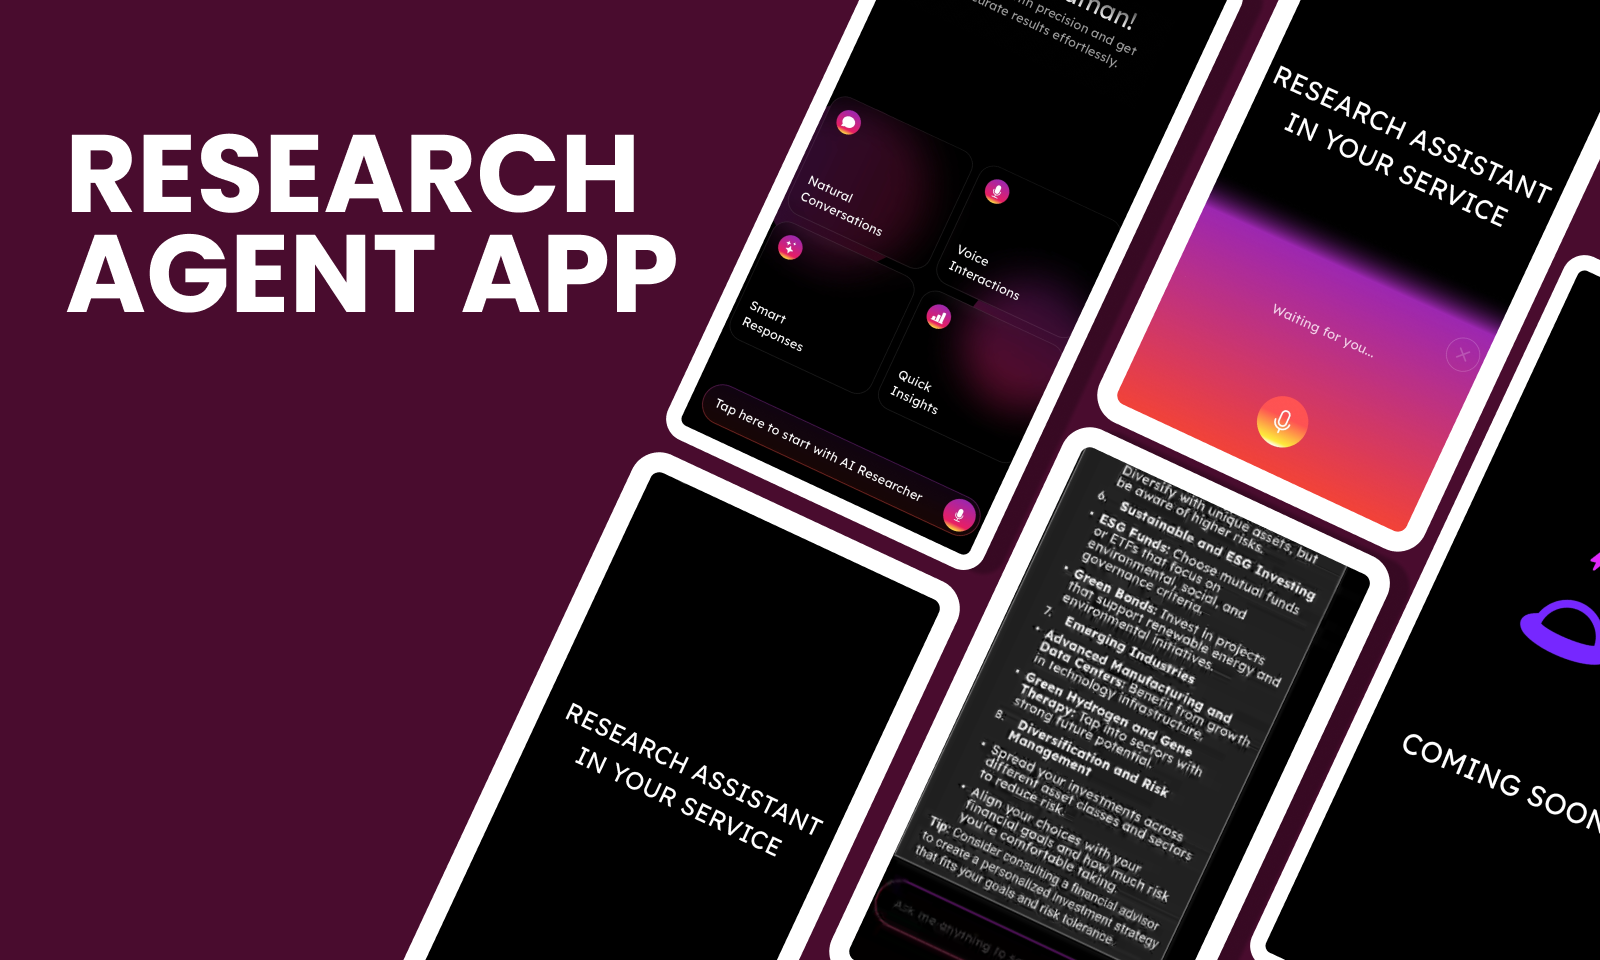 RESEARCH
AGENT APP
precision and get
results effortlessly.
Natural
Conversations
Voice
Interactions
Smart
Responses
Quick
Insights
Tap here to start with AI Researcher
RESEARCH ASSISTANT
IN YOUR SERVICE
Waiting for you...
RESEARCH ASSISTANT
IN YOUR SERVICE
Diversify with unique assets, but
be aware of higher risks.
6. Sustainable and ESG Investing
• ESG Funds: Choose mutual funds
or ETFs that focus on
environmental, social, and
governance criteria.
• Green Bonds: Invest in projects
that support renewable energy and
environmental initiatives.
7. Emerging Industries
• Advanced Manufacturing and
Data Centers: Benefit from growth
in technology infrastructure.
• Green Hydrogen and Gene
Therapy: Tap into sectors with
strong future potential.
8. Diversification and Risk
Management
• Spread your investments across
different asset classes and sectors
to reduce risk.
• Align your choices with your
financial goals and how much risk
you're comfortable taking.
Tip: Consider consulting a financial advisor
to create a personalized investment strategy
that fits your goals and risk tolerance.
Ask me anything to
COMING SOON